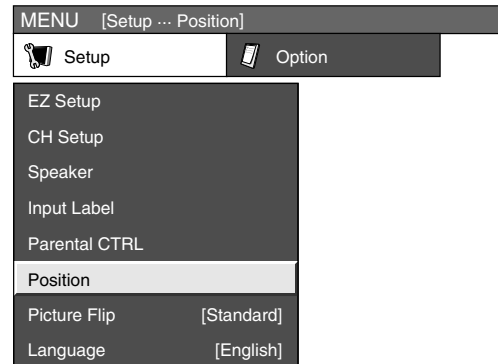 MENU [Setup ··· Position]
Setup Option
EZ Setup
CH Setup
Speaker
Input Label
Parental CTRL
Position
Picture Flip [Standard]
Language [English]